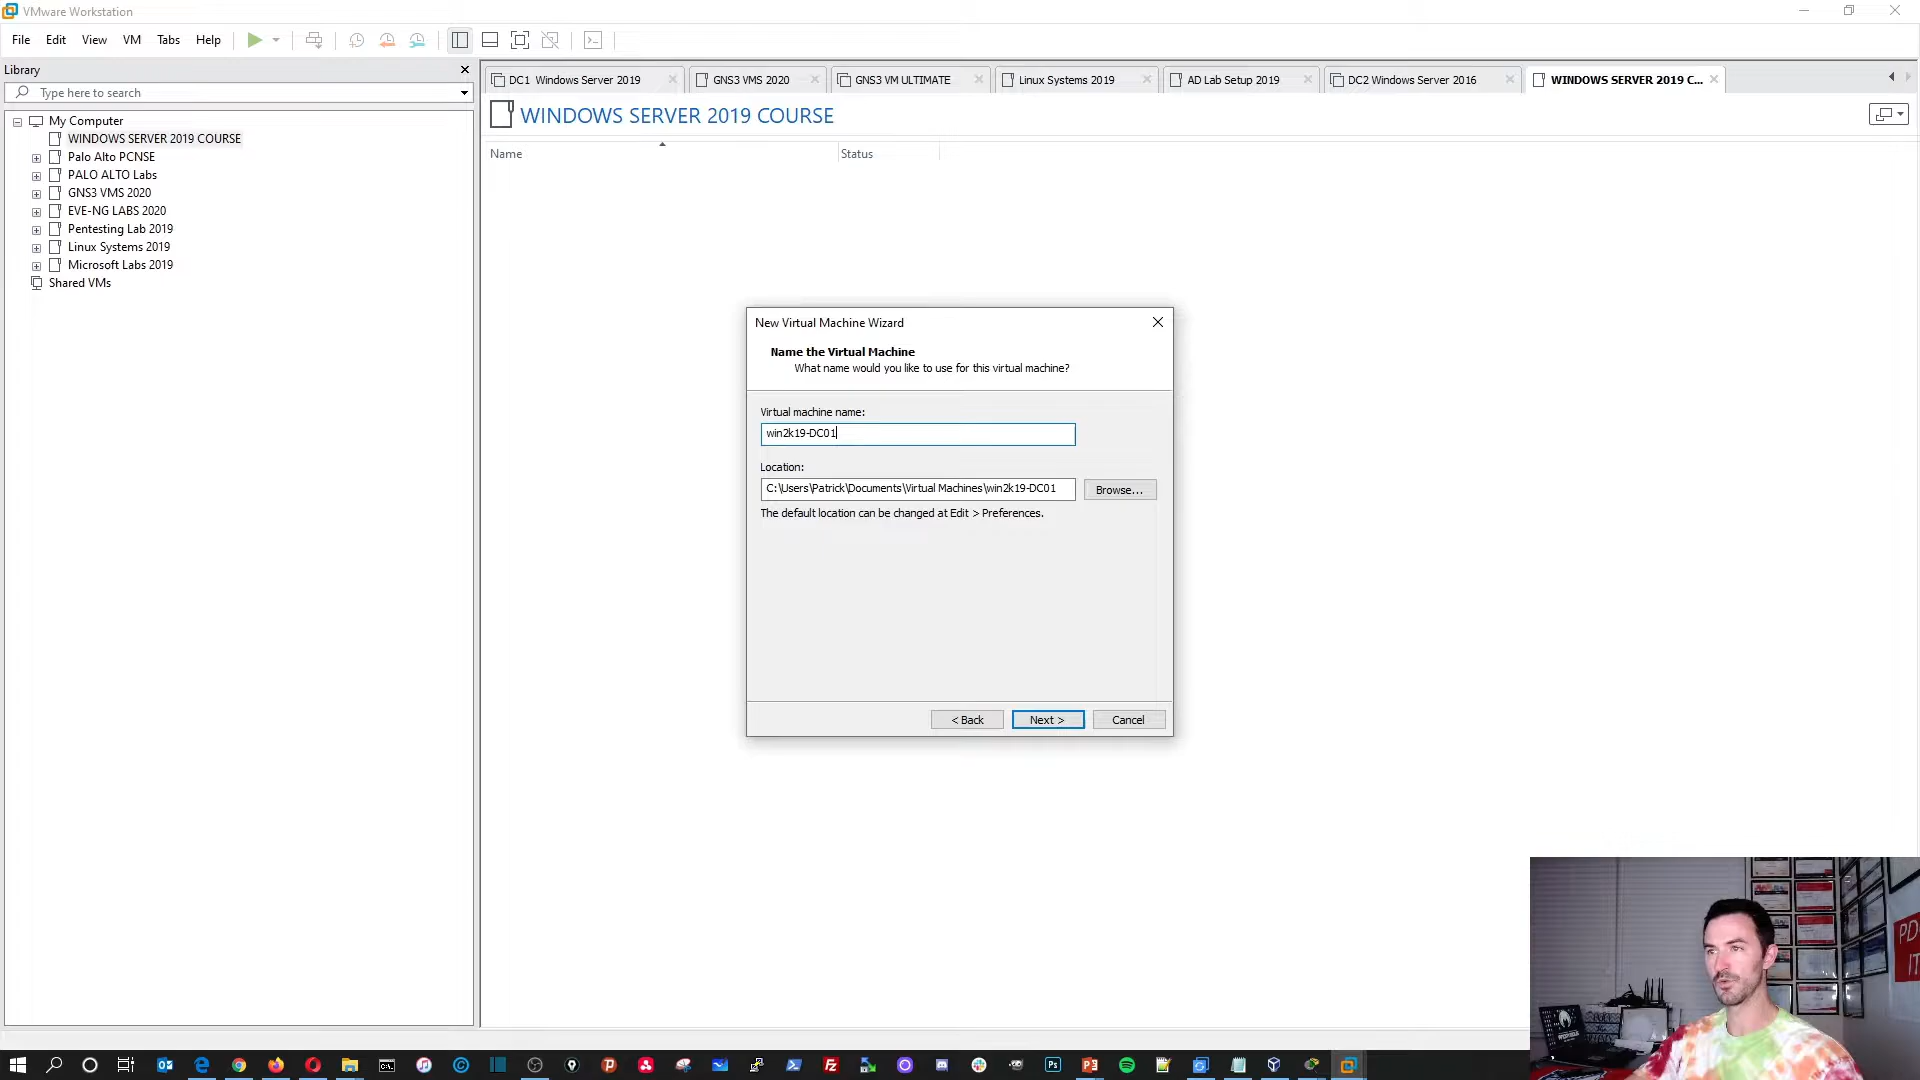 VMware Workstation
File Edit View VM Tabs Help
Library
Type here to search
My Computer
WINDOWS SERVER 2019 COURSE
Palo Alto PCNSE
PALO ALTO Labs
GNS3 VMS 2020
EVE-NG LABS 2020
Pentesting Lab 2019
Linux Systems 2019
Microsoft Labs 2019
Shared VMs
DC1 Windows Server 2019
GNS3 VMS 2020
GNS3 VM ULTIMATE
Linux Systems 2019
AD Lab Setup 2019
DC2 Windows Server 2016
WINDOWS SERVER 2019 C...
WINDOWS SERVER 2019 COURSE
Name Status
New Virtual Machine Wizard
Name the Virtual Machine
What name would you like to use for this virtual machine?
Virtual machine name:
win2k19-DC01
Location:
C:\Users\Patrick\Documents\Virtual Machines\win2k19-DC01
Browse...
The default location can be changed at Edit > Preferences.
< Back Next > Cancel